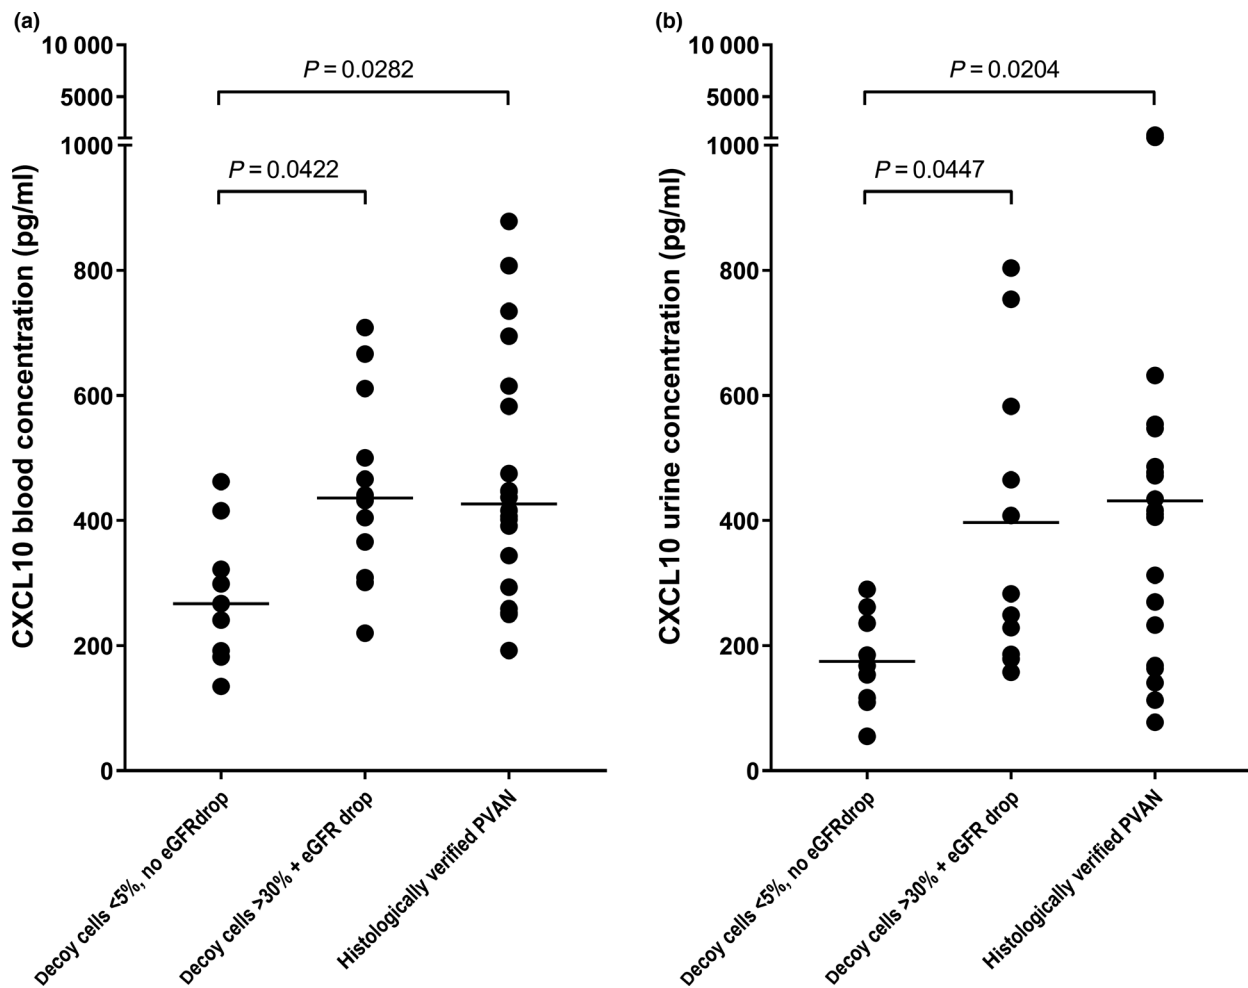 (a)
10 000
5000
1000
800
600
400
200
0
CXCL10 blood concentration (pg/ml)
P = 0.0282
P = 0.0422
Decoy cells <5%, no eGFRdrop
Decoy cells >30% + eGFR drop
Histologically verified PVAN
(b)
10 000
5000
1000
800
600
400
200
0
CXCL10 urine concentration (pg/ml)
P = 0.0204
P = 0.0447
Decoy cells <5%, no eGFRdrop
Decoy cells >30% + eGFR drop
Histologically verified PVAN